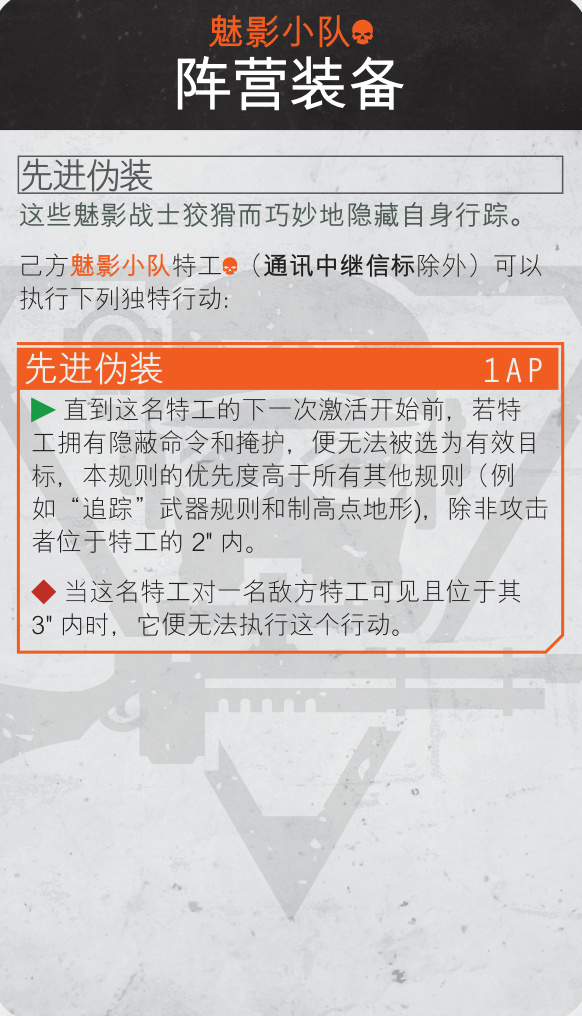 魅影小队
阵营装备
先进伪装
这些魅影战士狡猾而巧妙地隐藏自身行踪。
己方魅影小队特工（通讯中继信标除外）可以
执行下列独特行动:
先进伪装 1AP
直到这名特工的下一次激活开始前，若特
工拥有隐蔽命令和掩护，便无法被选为有效目
标，本规则的优先度高于所有其他规则（例
如“追踪”武器规则和制高点地形)，除非攻击
者位于特工的 2" 内。
当这名特工对一名敌方特工可见且位于其
3" 内时，它便无法执行这个行动。